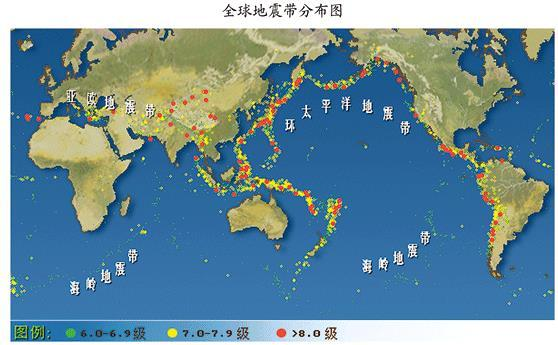 全球地震带分布图
亚欧地震带
环太平洋地震带
海岭地震带
海岭地震带
图例: 6.0-6.9级 7.0-7.9级 >8.0 级